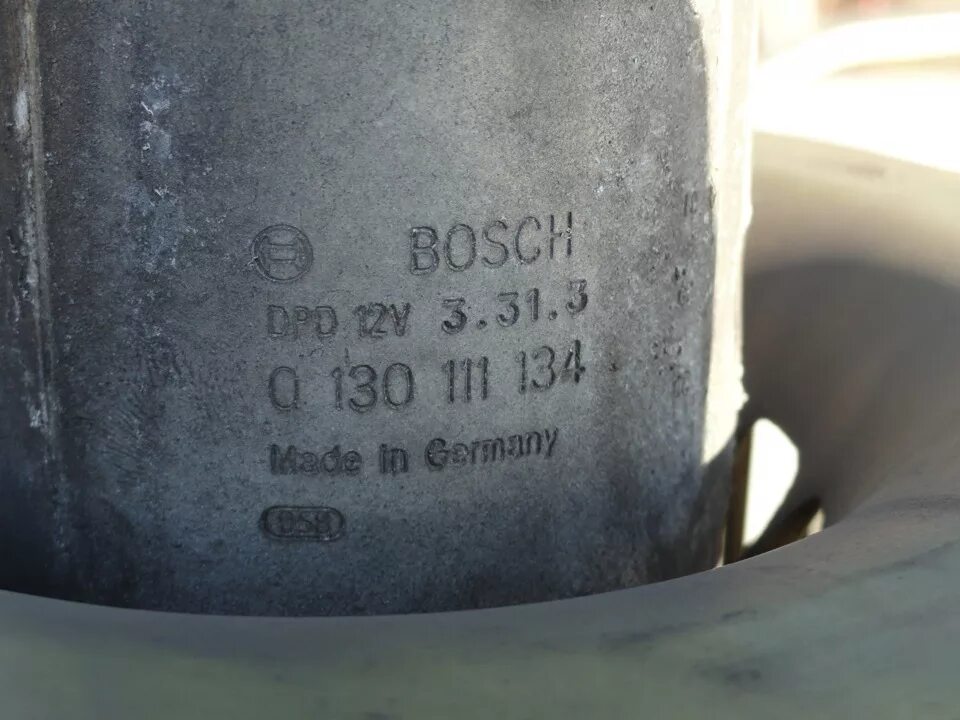 BOSCH
DPD 12V 3.31.3
0 130 111 134
Made in Germany